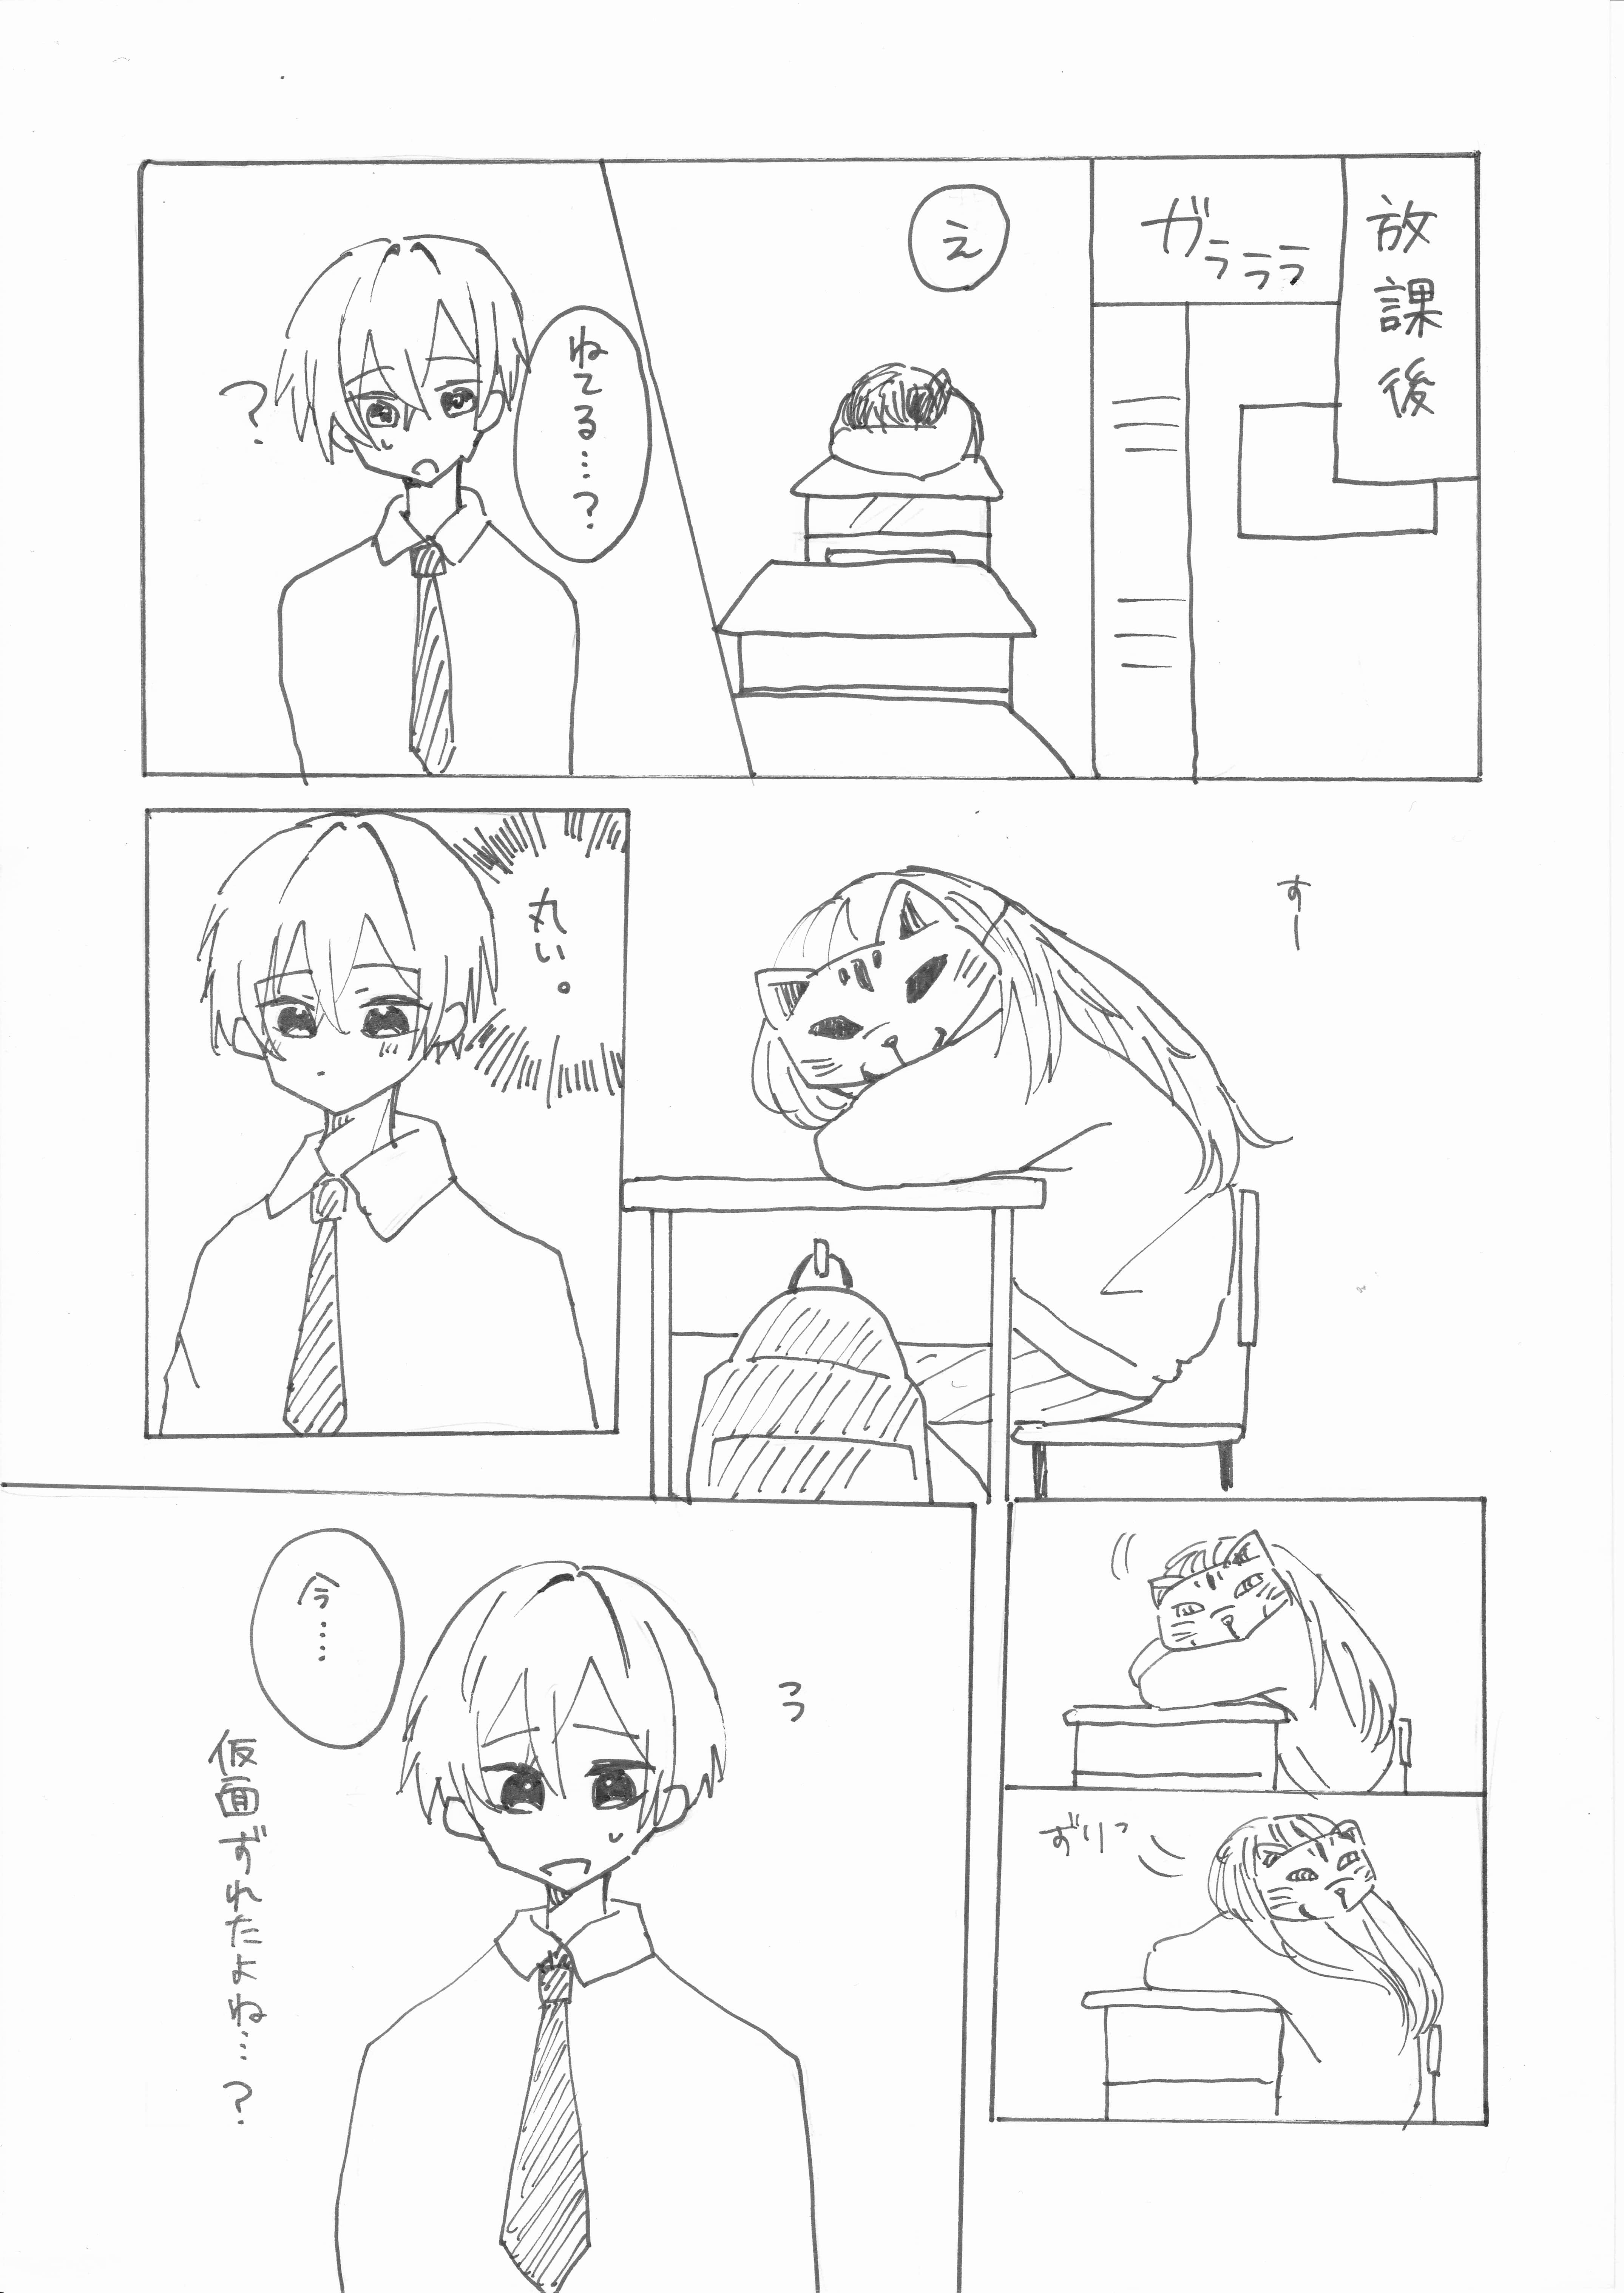 放課後
ガラララ
え
ねてる…?
?
すー
丸い。
ずりっ
う
今……
仮面ずれたよね…?